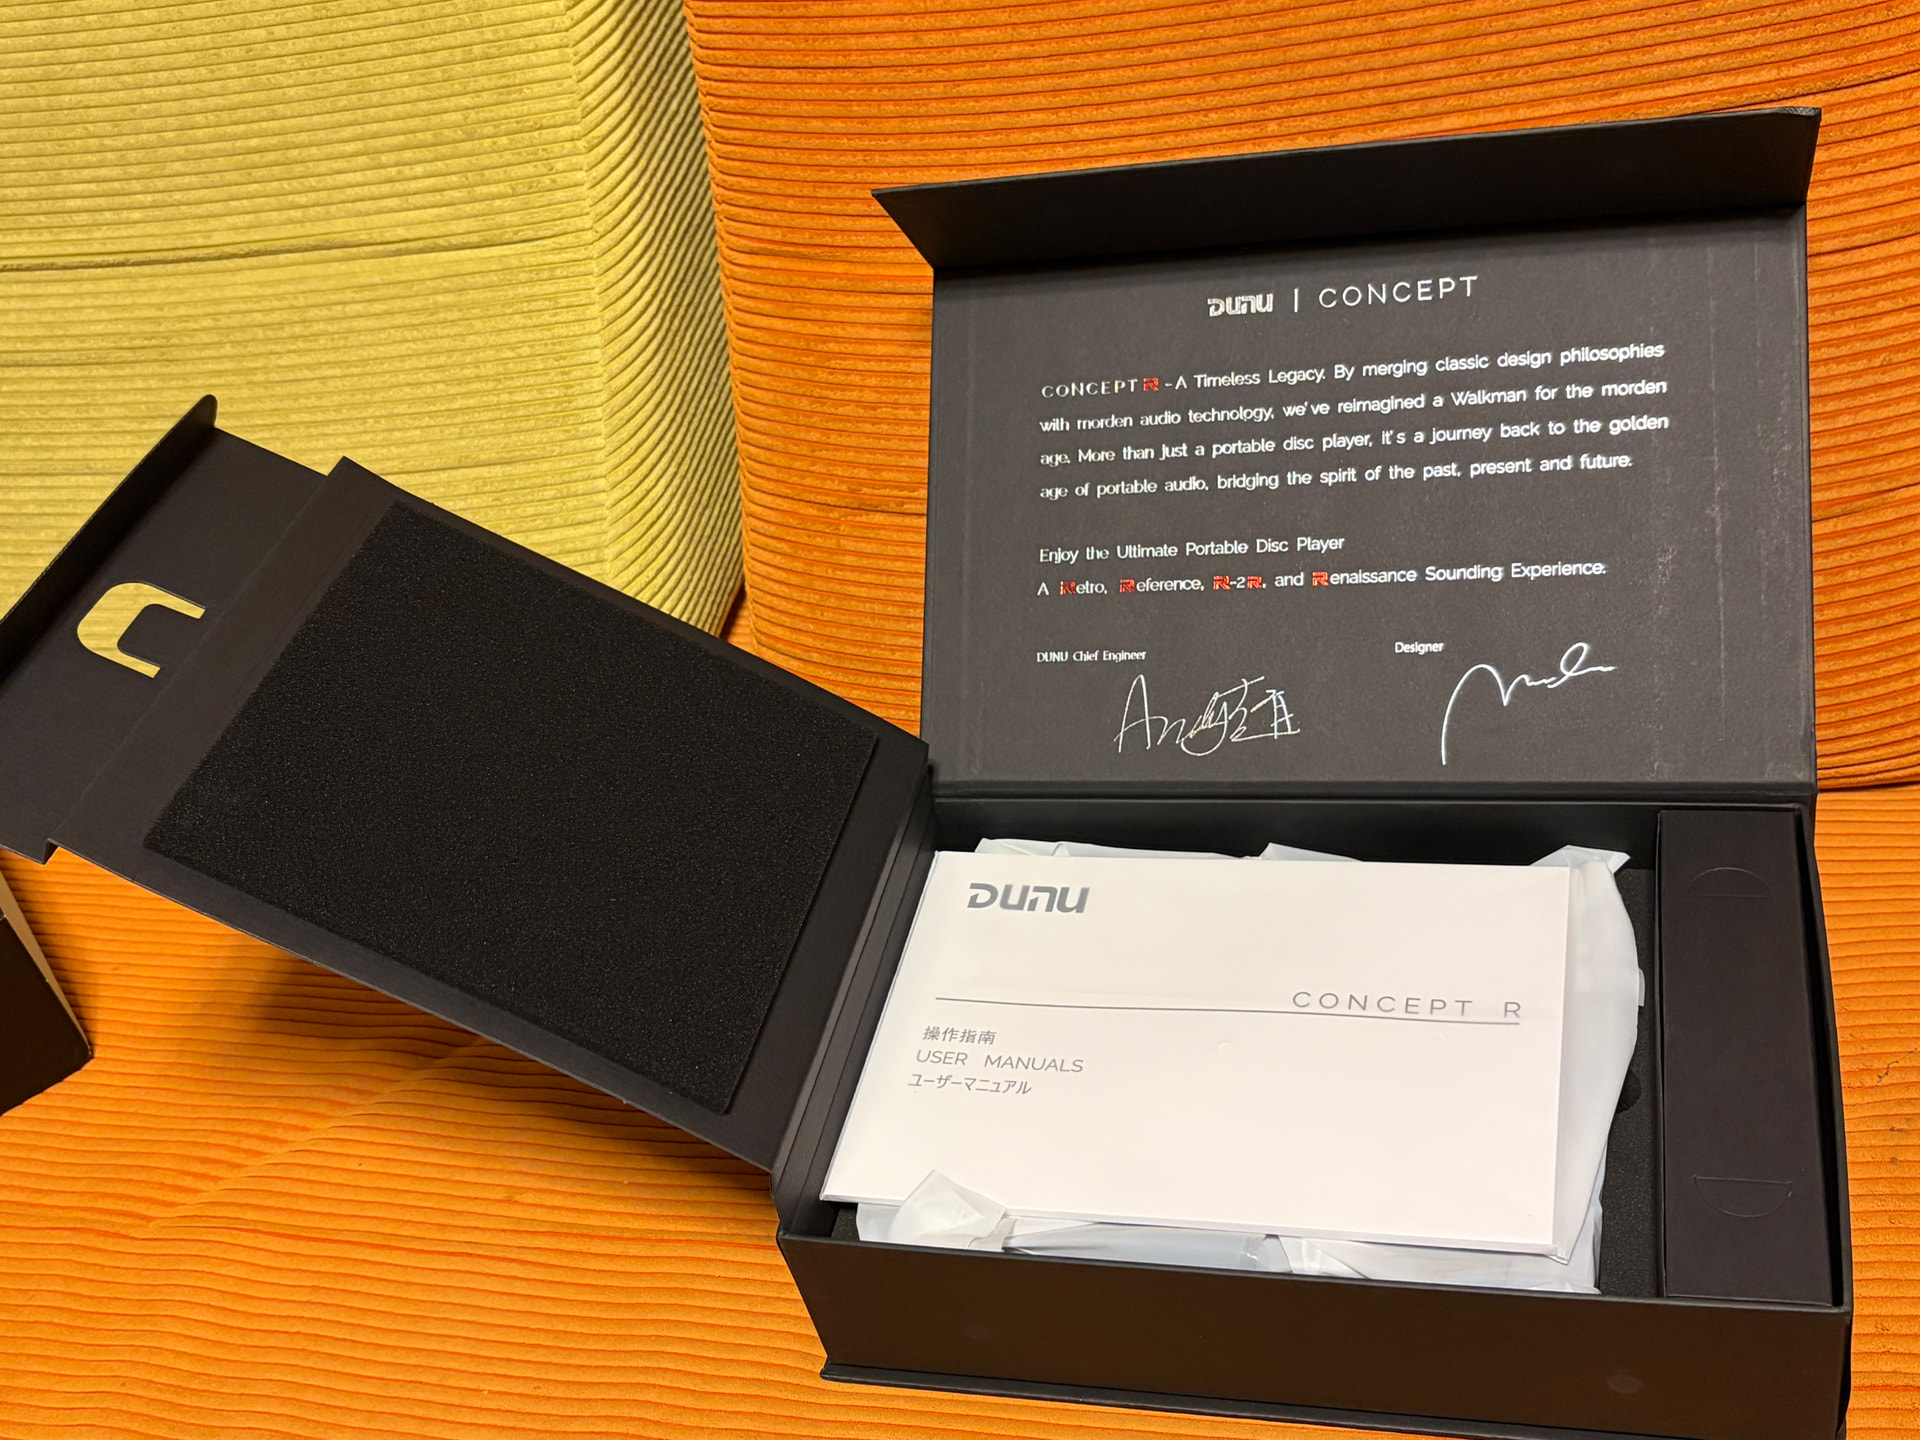 DUNU | CONCEPT
CONCEPT R - A Timeless Legacy. By merging classic design philosophies
with morden audio technology, we've reimagined a Walkman for the morden
age. More than just a portable disc player, it's a journey back to the golden
age of portable audio, bridging the spirit of the past, present and future.
Enjoy the Ultimate Portable Disc Player
A Retro, Reference, R-2R, and Renaissance Sounding Experience.
DUNU Chief Engineer
Designer
Andy
DUNU
CONCEPT R
操作指南
USER MANUALS
ユーザーマニュアル